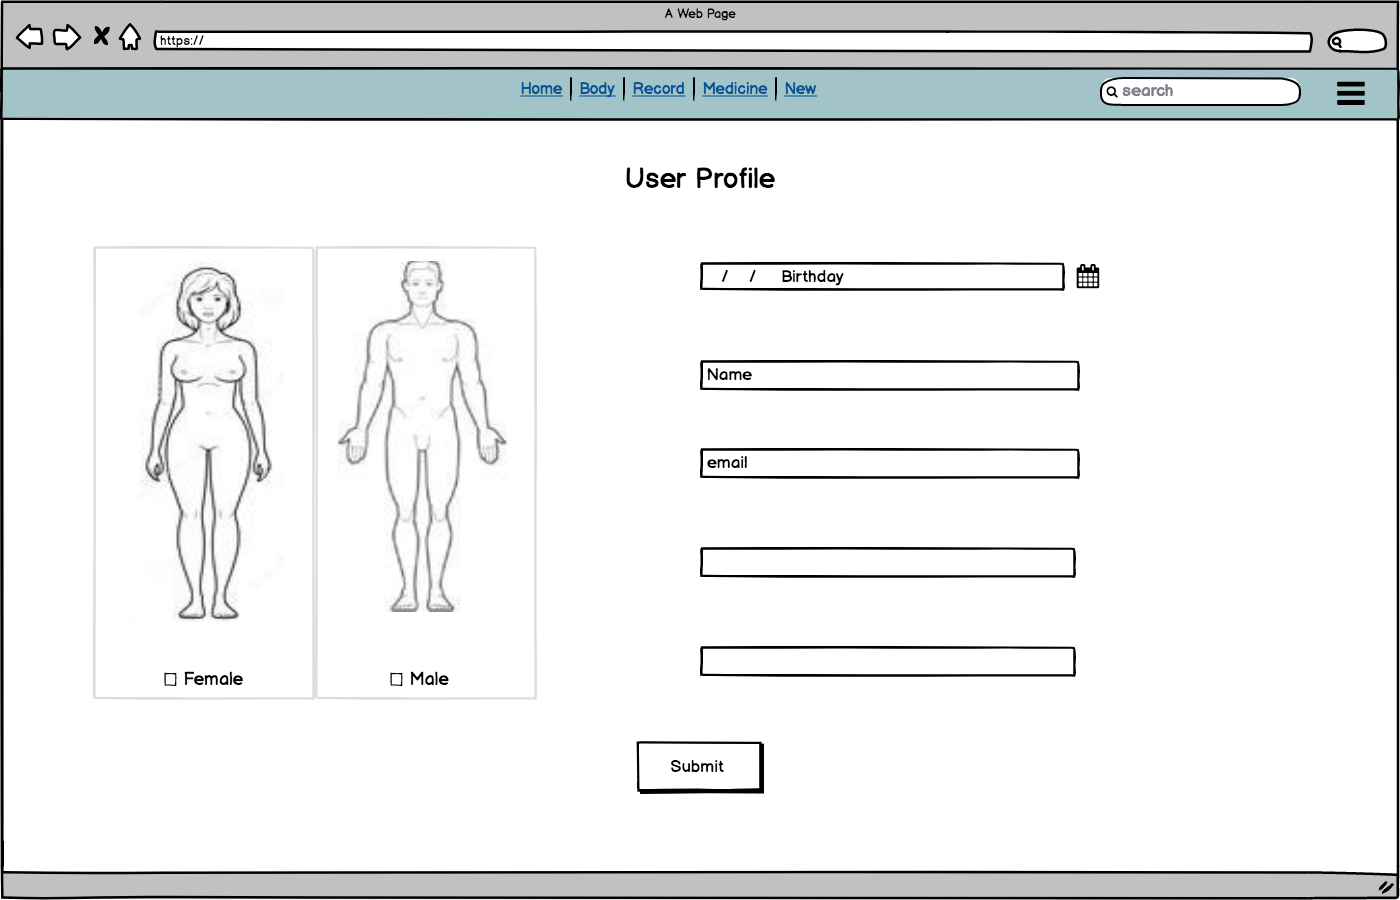 A Web Page
https://
Home Body Record Medicine New
search
User Profile
/ / Birthday
Name
email
Female
Male
Submit